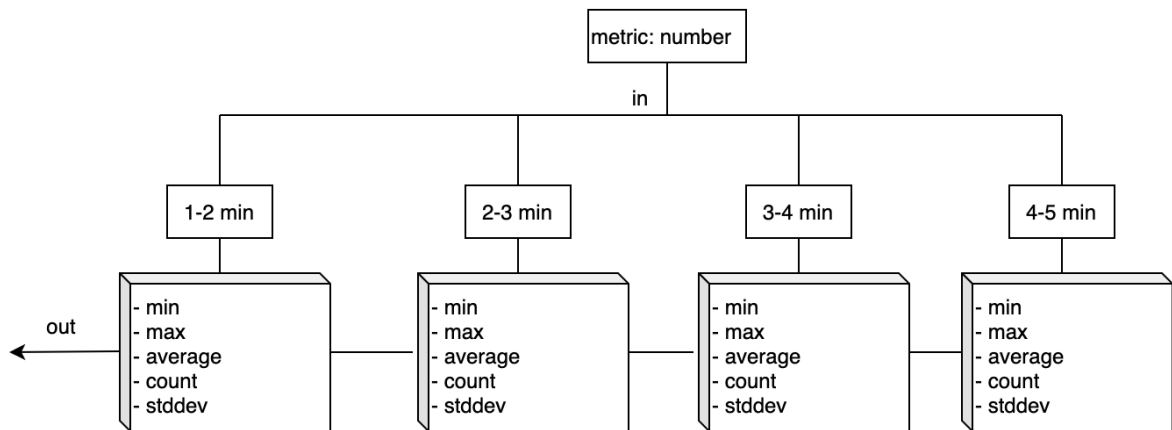 metric: number
in
1-2 min
2-3 min
3-4 min
4-5 min
out
- min
- max
- average
- count
- stddev
- min
- max
- average
- count
- stddev
- min
- max
- average
- count
- stddev
- min
- max
- average
- count
- stddev